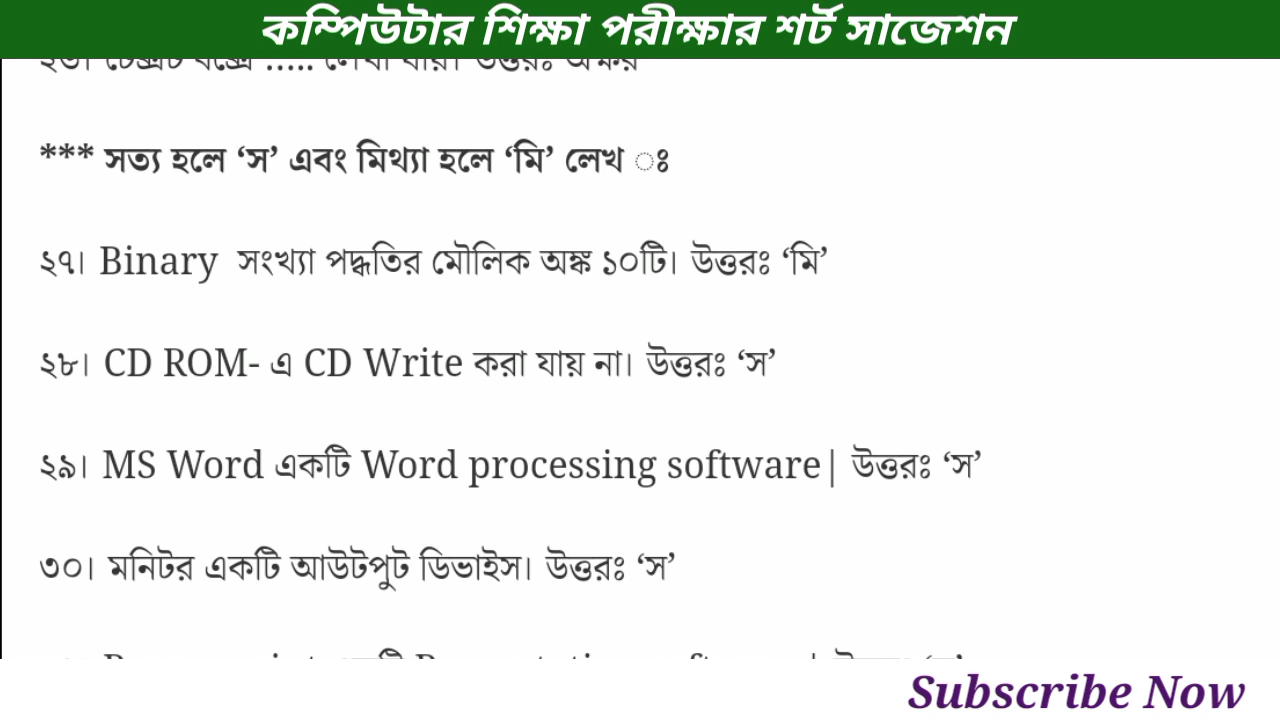 কম্পিউটার শিক্ষা পরীক্ষার শর্ট সাজেশন
*** সত্য হলে ‘স’ এবং মিথ্যা হলে ‘মি’ লেখ ঃ
২৭। Binary সংখ্যা পদ্ধতির মৌলিক অঙ্ক ১০টি। উত্তরঃ ‘মি’
২৮। CD ROM- এ CD Write করা যায় না। উত্তরঃ ‘স’
২৯। MS Word একটি Word processing software| উত্তরঃ ‘স’
৩০। মনিটর একটি আউটপুট ডিভাইস। উত্তরঃ ‘স’
Subscribe Now